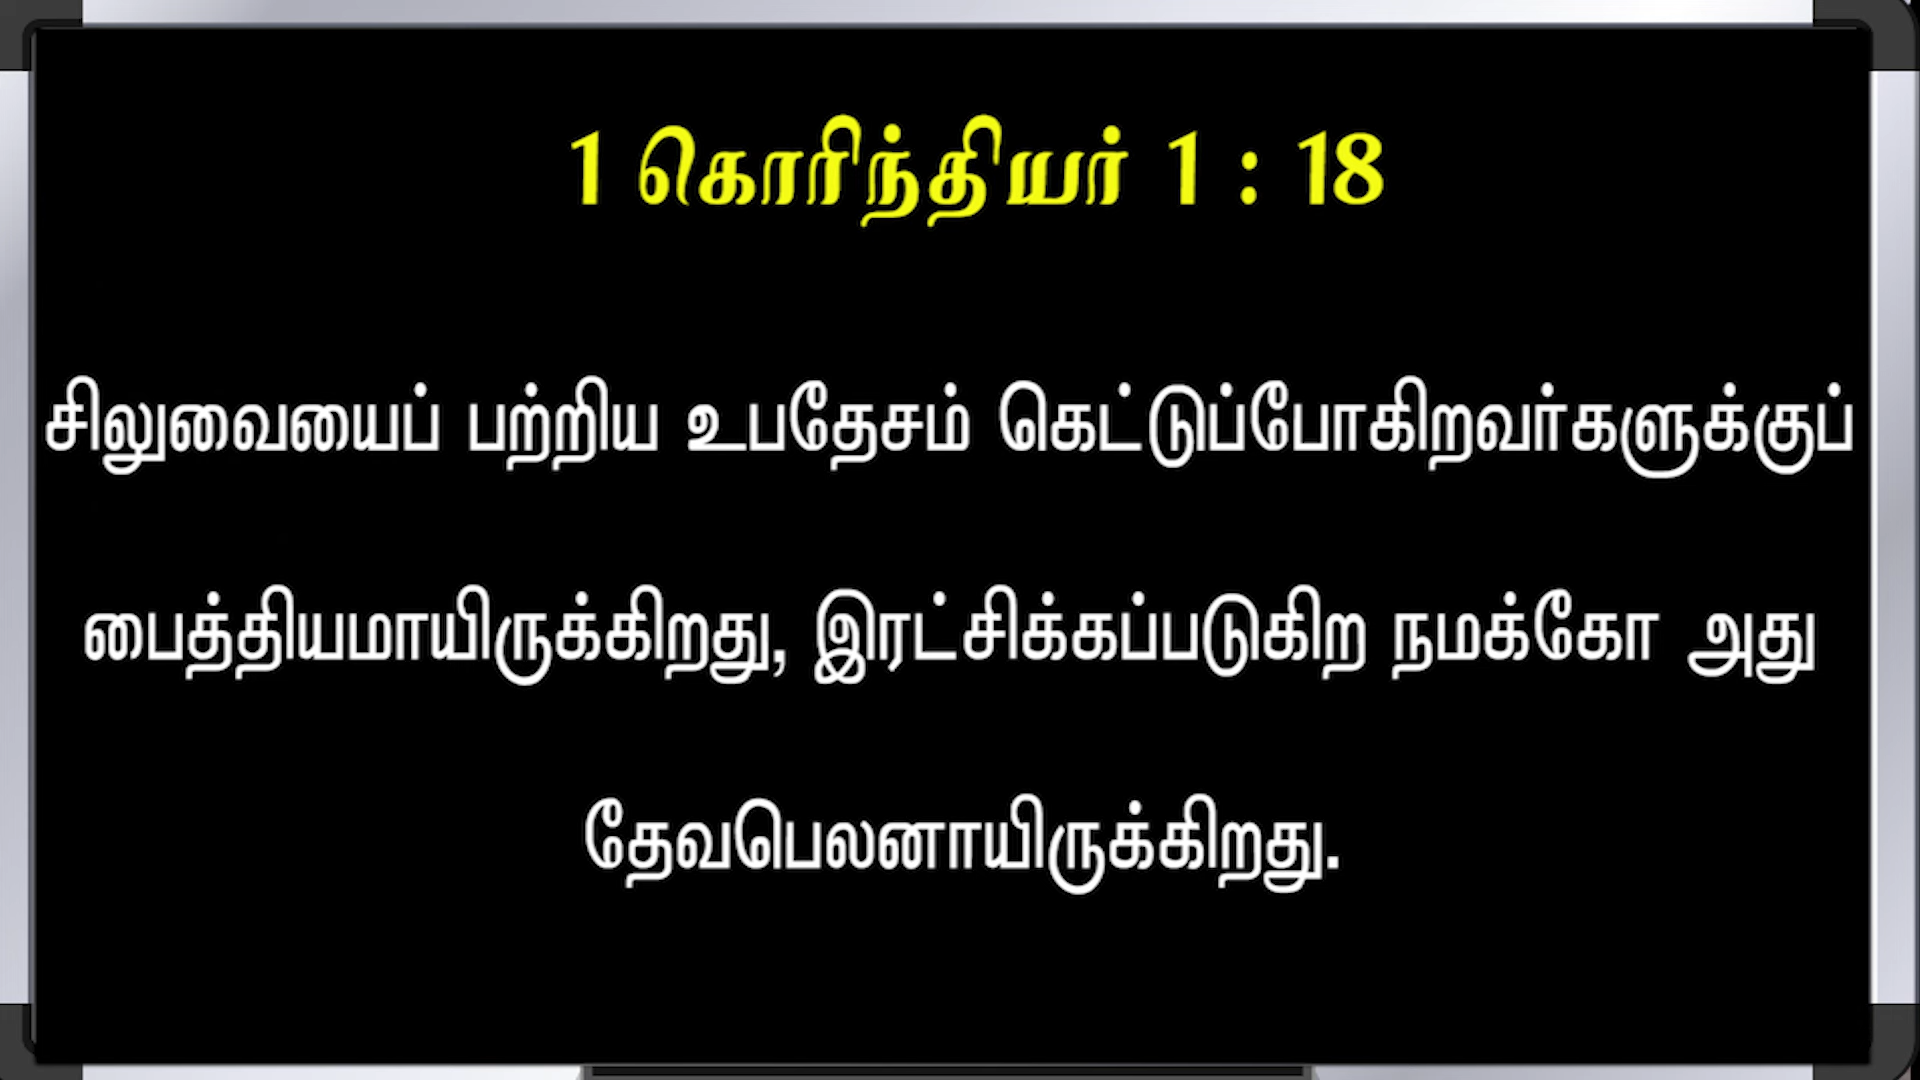 1 கொரிந்தியர் 1 : 18
சிலுவையைப் பற்றிய உபதேசம் கெட்டுப்போகிறவர்களுக்குப்
பைத்தியமாயிருக்கிறது, இரட்சிக்கப்படுகிற நமக்கோ அது
தேவபெலனாயிருக்கிறது.